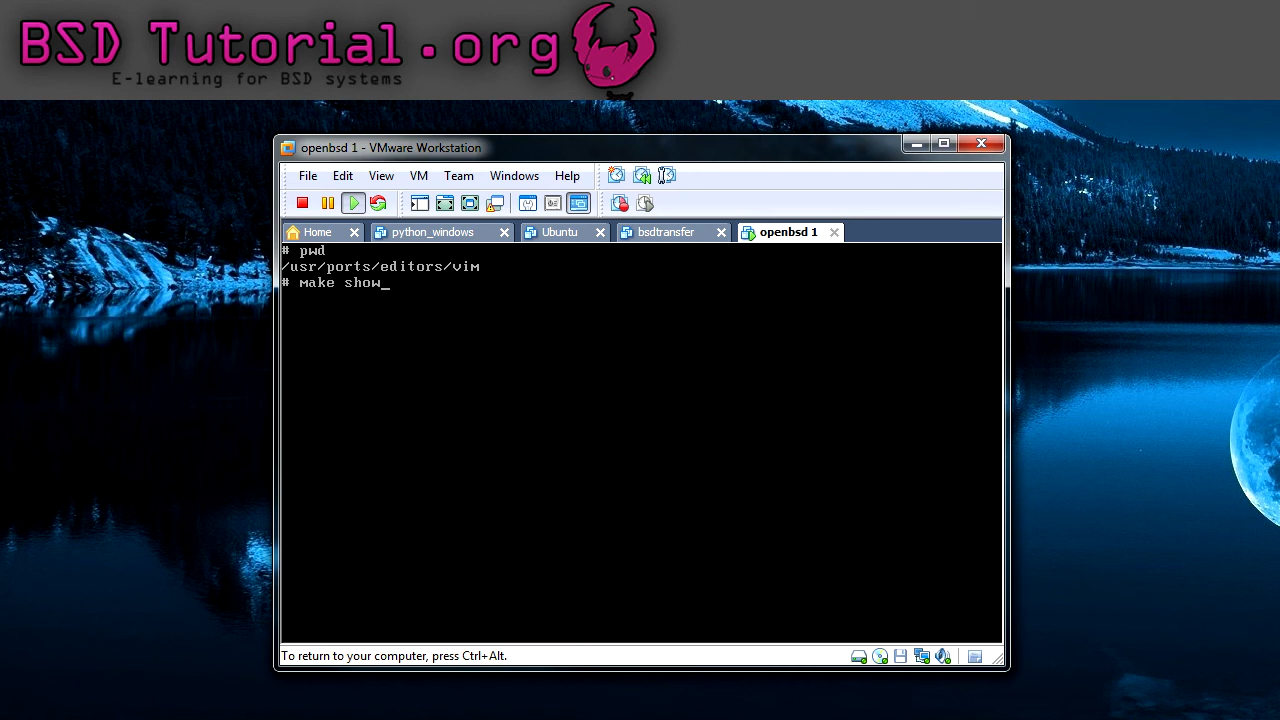 BSD Tutorial.org
E-learning for BSD systems
openbsd 1 - VMware Workstation
File Edit View VM Team Windows Help
Home python_windows Ubuntu bsdtransfer openbsd 1
# pwd
/usr/ports/editors/vim
# make show_
To return to your computer, press Ctrl+Alt.